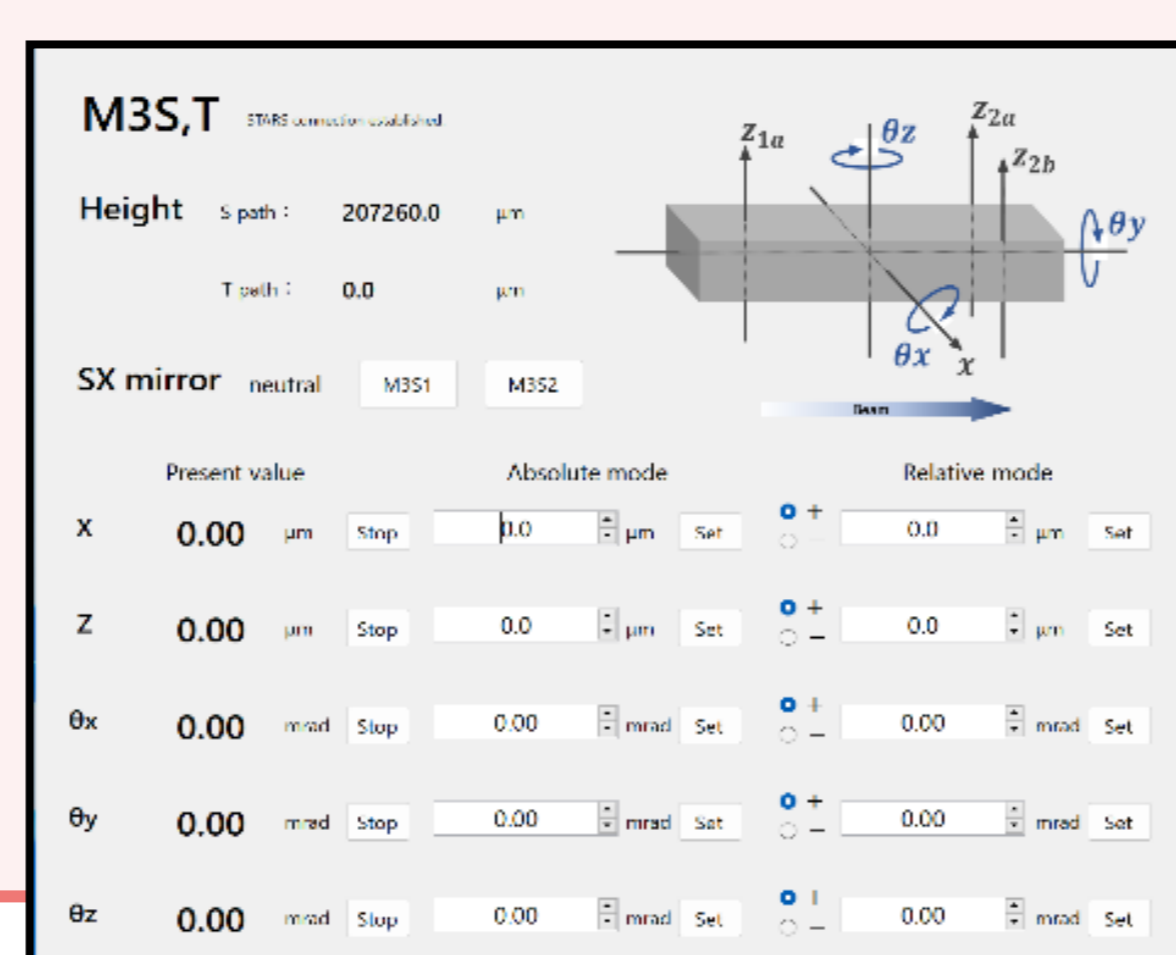 M3S,T STARS connection established
z1a θz z2a z2b
Height S path : 207260.0 µm
θy
T path : 0.0 µm
θx x
SX mirror neutral M3S1 M3S2
Beam
Present value Absolute mode Relative mode
X 0.00 µm Stop 0.0 µm Set + − 0.0 µm Set
Z 0.00 µm Stop 0.0 µm Set + − 0.0 µm Set
θx 0.00 mrad Stop 0.00 mrad Set + − 0.00 mrad Set
θy 0.00 mrad Stop 0.00 mrad Set + − 0.00 mrad Set
θz 0.00 mrad Stop 0.00 mrad Set + − 0.00 mrad Set